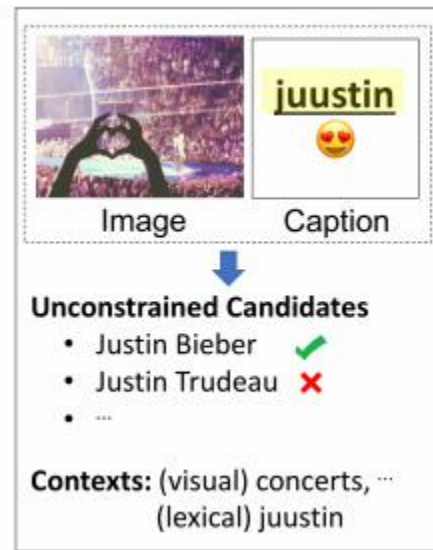 juustin
Image
Caption
Unconstrained Candidates
• Justin Bieber
• Justin Trudeau
• ...
Contexts: (visual) concerts, ...
(lexical) juustin